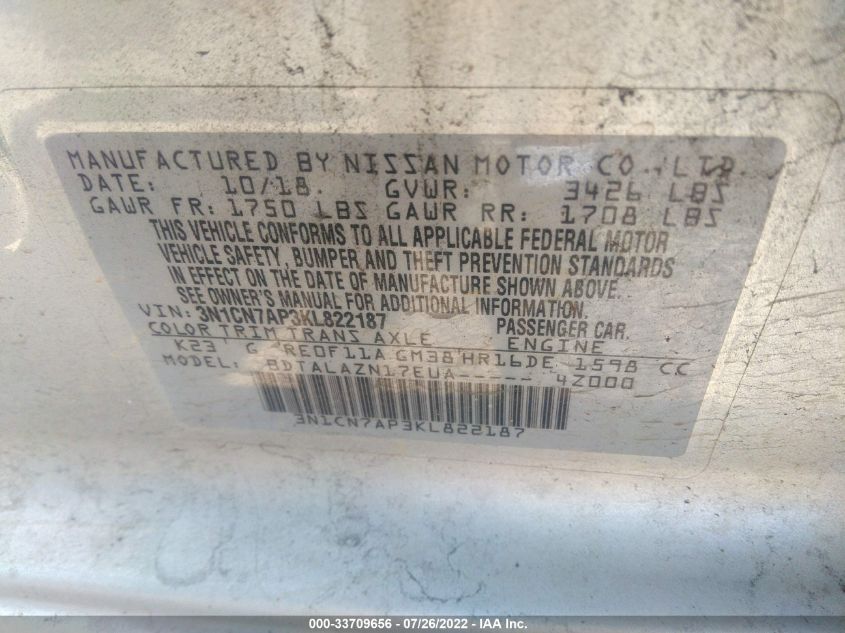 MANUFACTURED BY NISSAN MOTOR CO., LTD.
DATE: 10/18. GVWR: 3426 LBS
GAWR FR: 1750 LBS GAWR RR: 1708 LBS
THIS VEHICLE CONFORMS TO ALL APPLICABLE FEDERAL MOTOR
VEHICLE SAFETY, BUMPER AND THEFT PREVENTION STANDARDS
IN EFFECT ON THE DATE OF MANUFACTURE SHOWN ABOVE.
SEE OWNER'S MANUAL FOR ADDITIONAL INFORMATION.
VIN: 3N1CN7AP3KL822187 PASSENGER CAR.
COLOR TRIM TRANS AXLE ENGINE
K23 G RE0F11A GM38 HR16DE 1598 CC
MODEL: BDTALAZN17EUA----- 4Z000
3N1CN7AP3KL822187
000-33709656 - 07/26/2022 - IAA Inc.